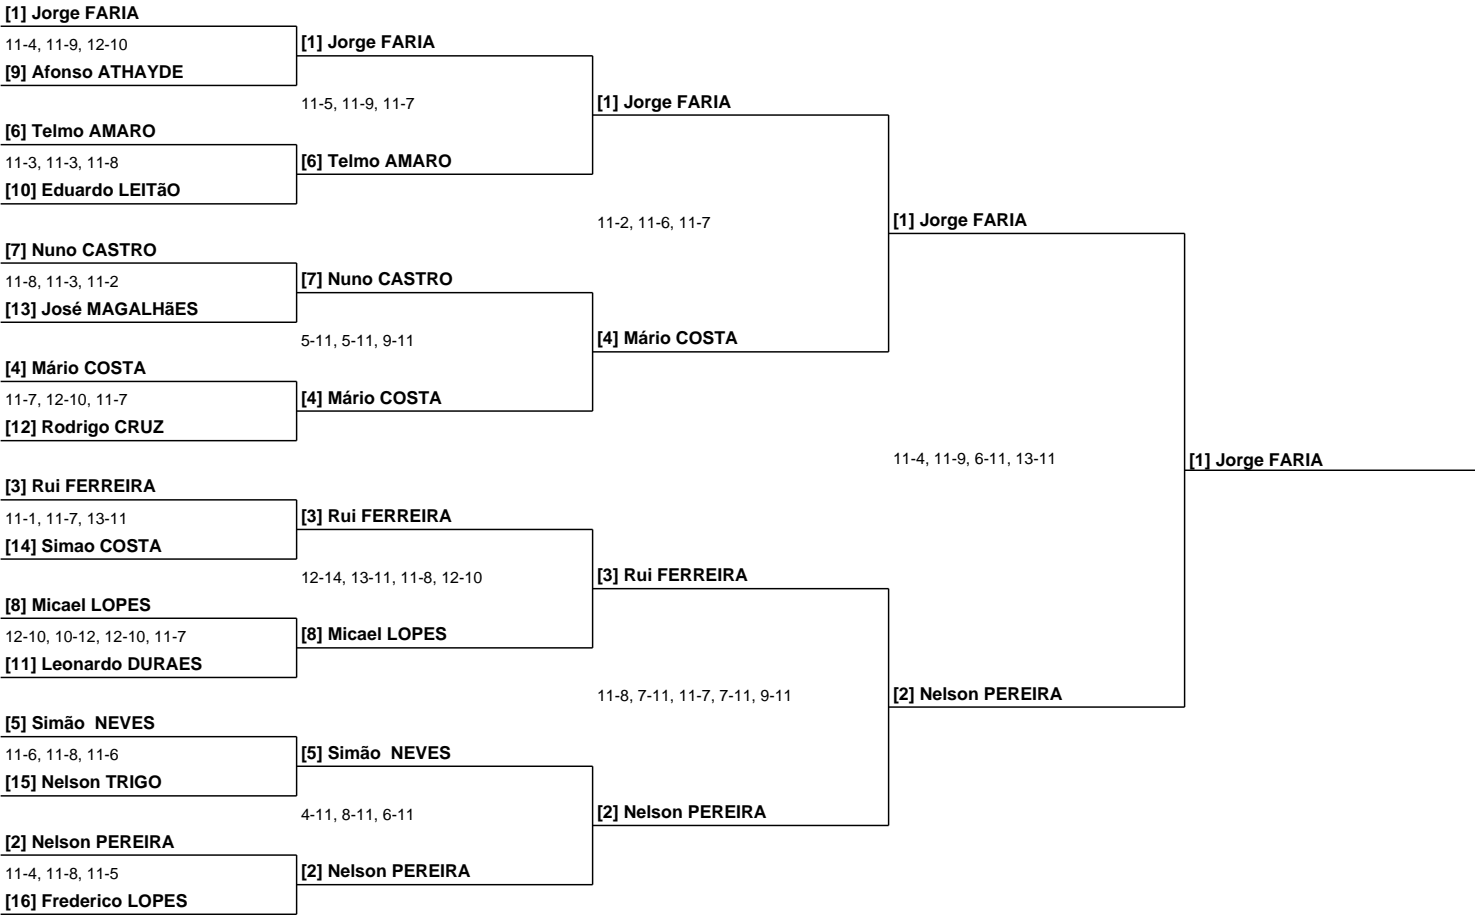 [1] Jorge FARIA
11-4, 11-9, 12-10
[9] Afonso ATHAYDE
[6] Telmo AMARO
11-3, 11-3, 11-8
[10] Eduardo LEITãO
[7] Nuno CASTRO
11-8, 11-3, 11-2
[13] José MAGALHãES
[4] Mário COSTA
11-7, 12-10, 11-7
[12] Rodrigo CRUZ
[3] Rui FERREIRA
11-1, 11-7, 13-11
[14] Simao COSTA
[8] Micael LOPES
12-10, 10-12, 12-10, 11-7
[11] Leonardo DURAES
[5] Simão  NEVES
11-6, 11-8, 11-6
[15] Nelson TRIGO
[2] Nelson PEREIRA
11-4, 11-8, 11-5
[16] Frederico LOPES
[1] Jorge FARIA
11-5, 11-9, 11-7
[6] Telmo AMARO
[7] Nuno CASTRO
5-11, 5-11, 9-11
[4] Mário COSTA
[3] Rui FERREIRA
12-14, 13-11, 11-8, 12-10
[8] Micael LOPES
[5] Simão  NEVES
4-11, 8-11, 6-11
[2] Nelson PEREIRA
[1] Jorge FARIA
11-2, 11-6, 11-7
[4] Mário COSTA
[3] Rui FERREIRA
11-8, 7-11, 11-7, 7-11, 9-11
[2] Nelson PEREIRA
[1] Jorge FARIA
11-4, 11-9, 6-11, 13-11
[2] Nelson PEREIRA
[1] Jorge FARIA